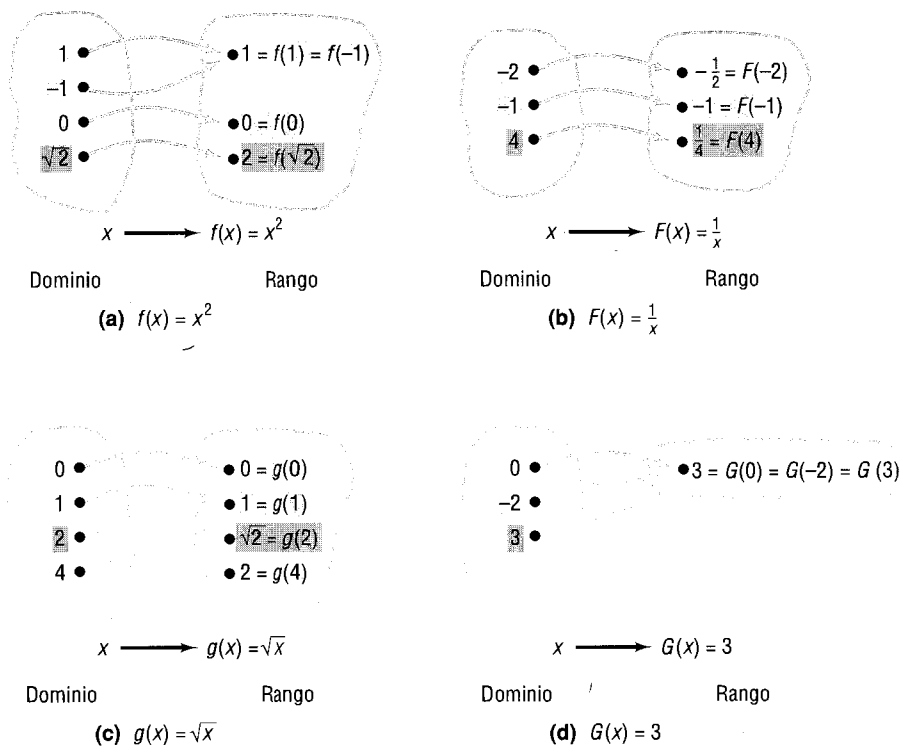 1 1 = f(1) = f(−1)
−1
0 0 = f(0)
√2 2 = f(√2)
x f(x) = x²
Dominio Rango
(a) f(x) = x²
−2 −1/2 = F(−2)
−1 −1 = F(−1)
4 1/4 = F(4)
x F(x) = 1/x
Dominio Rango
(b) F(x) = 1/x
0 0 = g(0)
1 1 = g(1)
2 √2 = g(2)
4 2 = g(4)
x g(x) = √x
Dominio Rango
(c) g(x) = √x
0 3 = G(0) = G(−2) = G (3)
−2
3
x G(x) = 3
Dominio Rango
(d) G(x) = 3